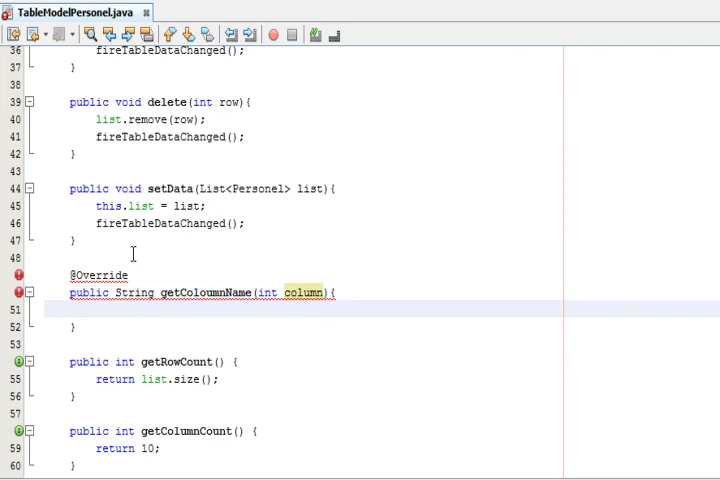 TableModelPersonel.java
36 fireTableDataChanged();
37 }
38
39 public void delete(int row){
40 list.remove(row);
41 fireTableDataChanged();
42 }
43
44 public void setData(List<Personel> list){
45 this.list = list;
46 fireTableDataChanged();
47 }
48
@Override
public String getColoumnName(int column){
51
52 }
53
public int getRowCount() {
55 return list.size();
56 }
57
public int getColumnCount() {
59 return 10;
60 }